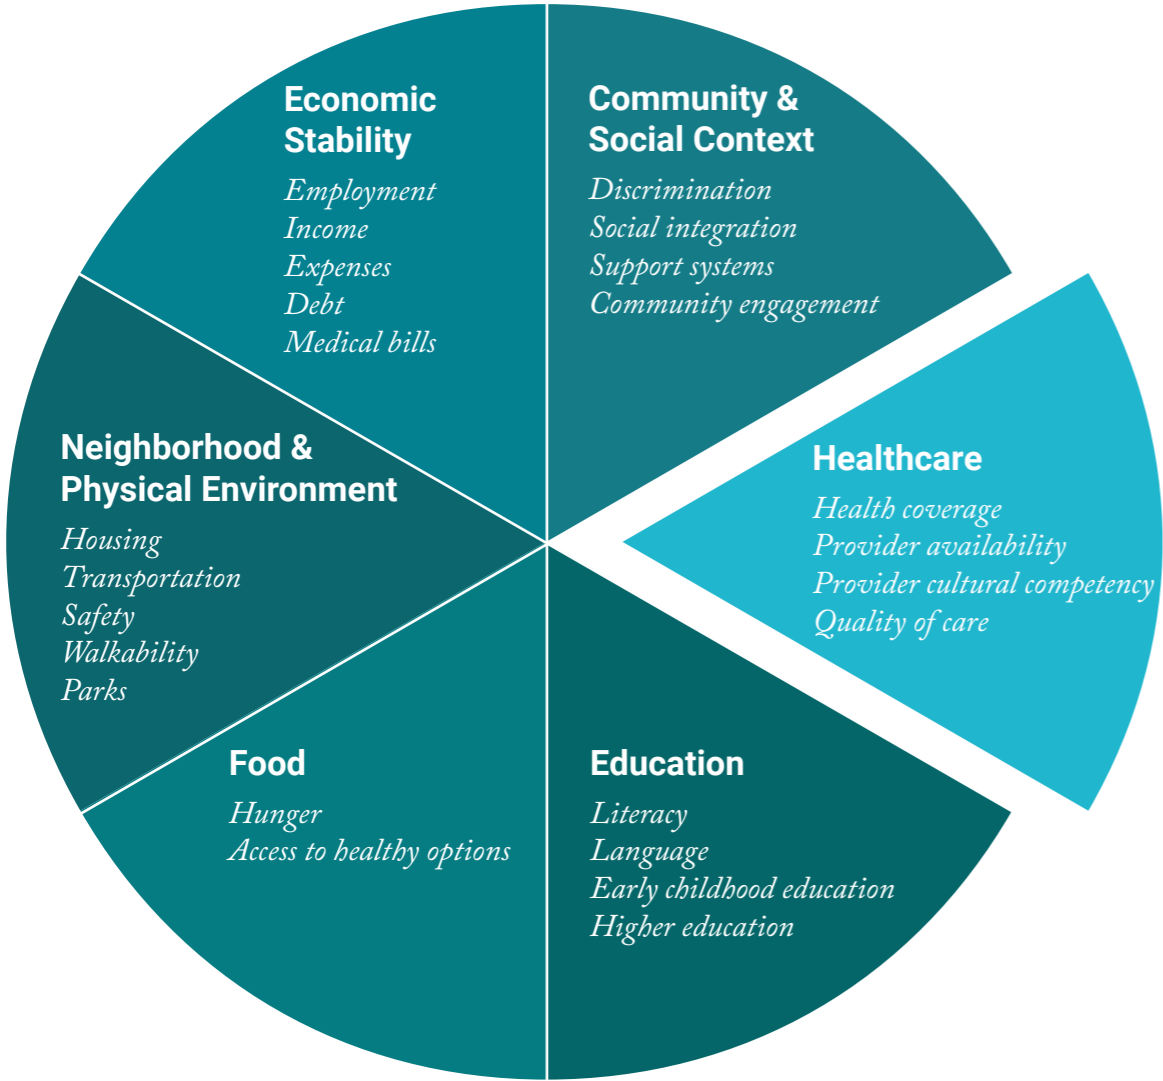 Economic
Stability
Employment
Income
Expenses
Debt
Medical bills
Community &
Social Context
Discrimination
Social integration
Support systems
Community engagement
Healthcare
Health coverage
Provider availability
Provider cultural competency
Quality of care
Education
Literacy
Language
Early childhood education
Higher education
Food
Hunger
Access to healthy options
Neighborhood &
Physical Environment
Housing
Transportation
Safety
Walkability
Parks